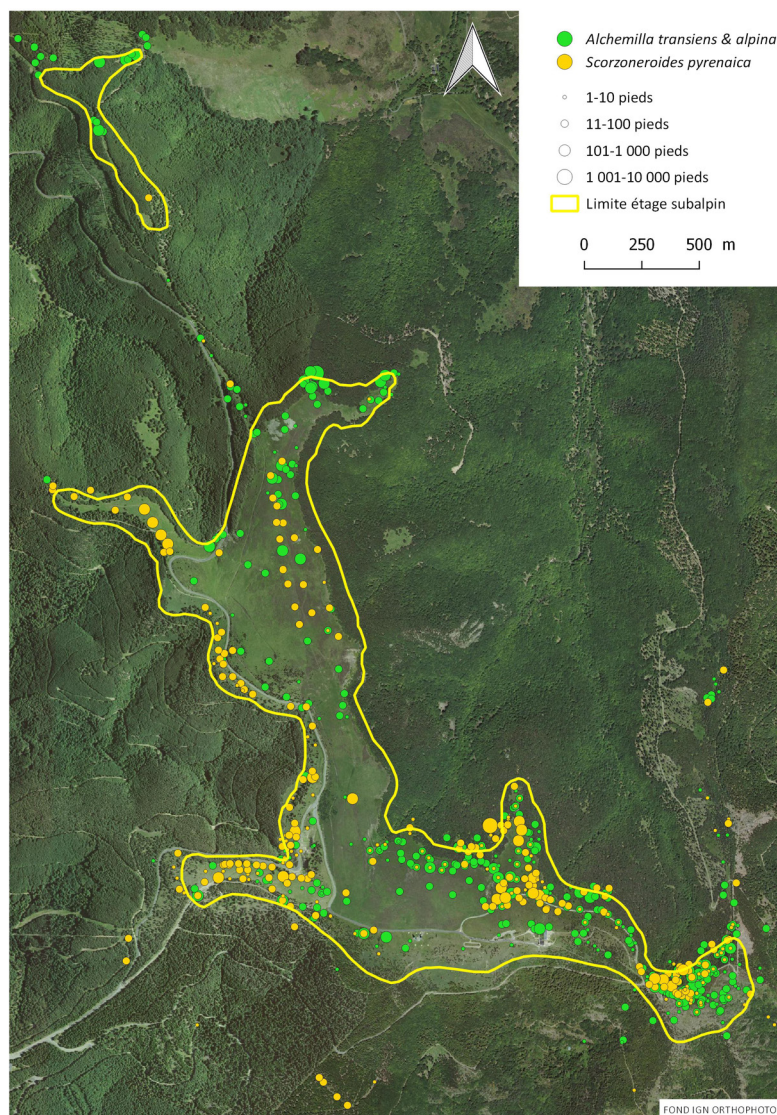 Alchemilla transiens & alpina
Scorzoneroides pyrenaica
1-10 pieds
11-100 pieds
101-1 000 pieds
1 001-10 000 pieds
Limite étage subalpin
0 250 500 m
FOND IGN ORTHOPHOTO